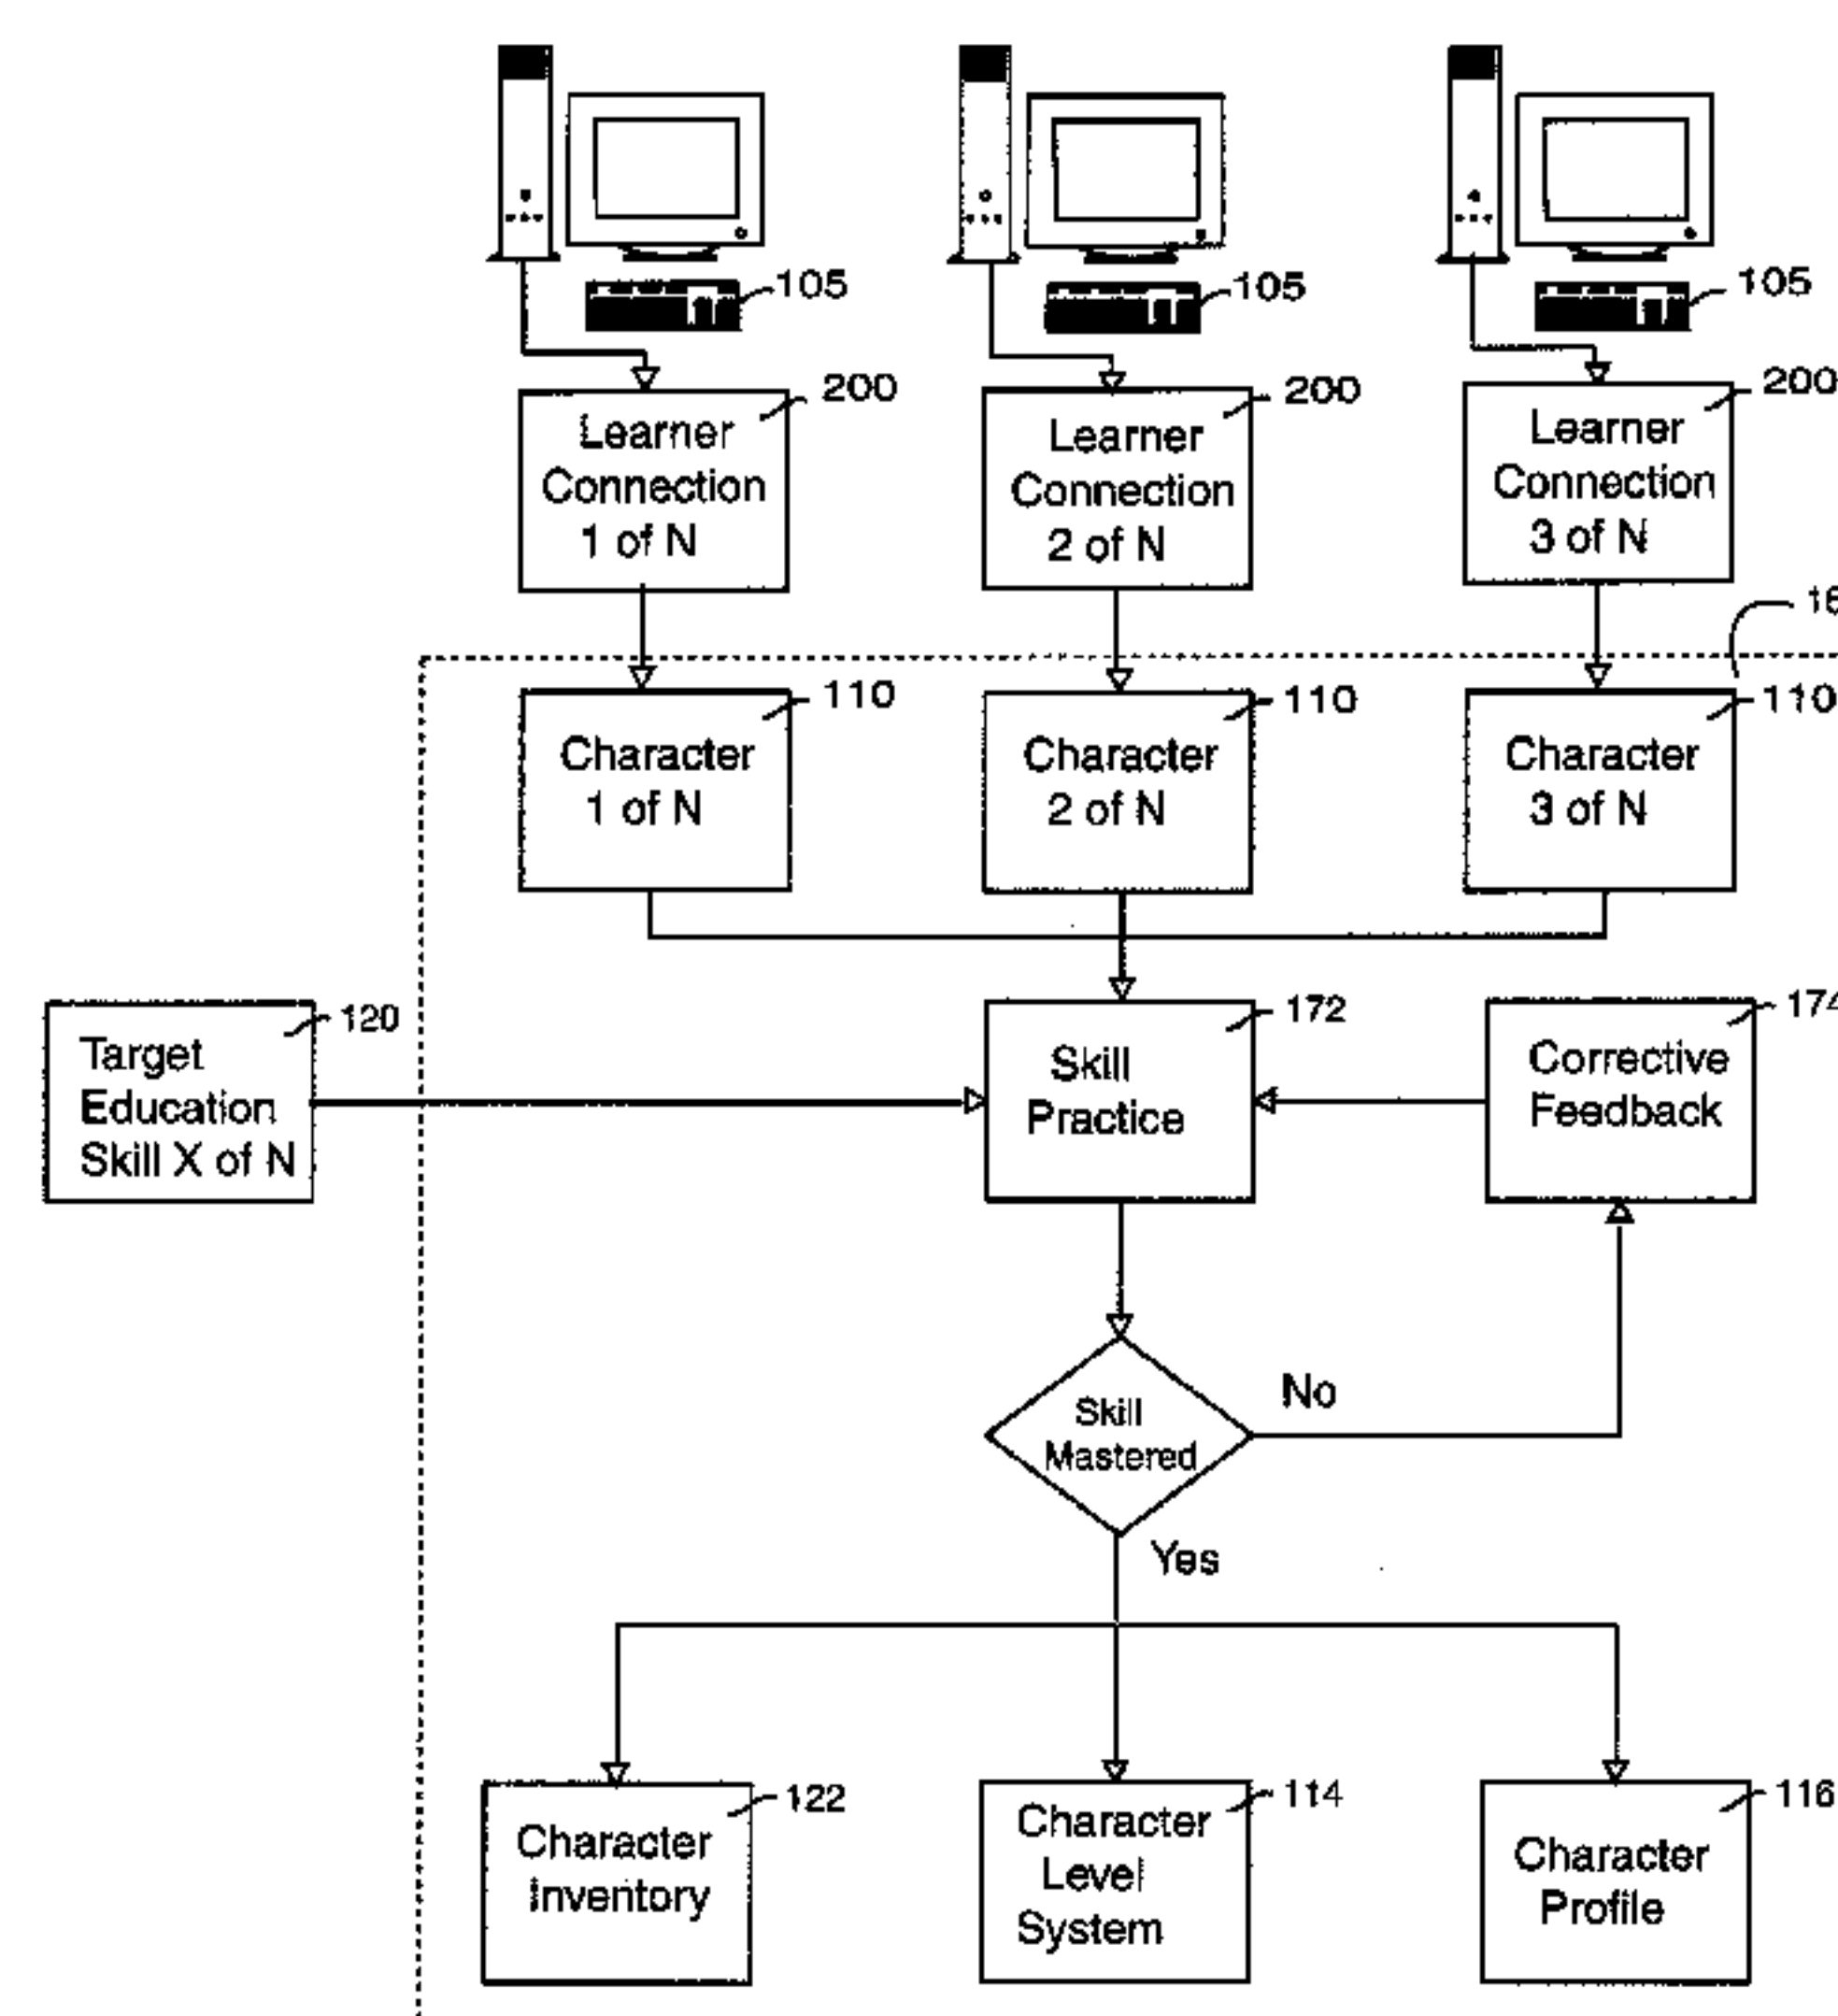 105
105
105
200
200
200
Learner
Connection
1 of N
Learner
Connection
2 of N
Learner
Connection
3 of N
110
110
110
Character
1 of N
Character
2 of N
Character
3 of N
120
Target
Education
Skill X of N
172
Skill
Practice
174
Corrective
Feedback
Skill
Mastered
No
Yes
122
Character
Inventory
114
Character
Level
System
116
Character
Profile